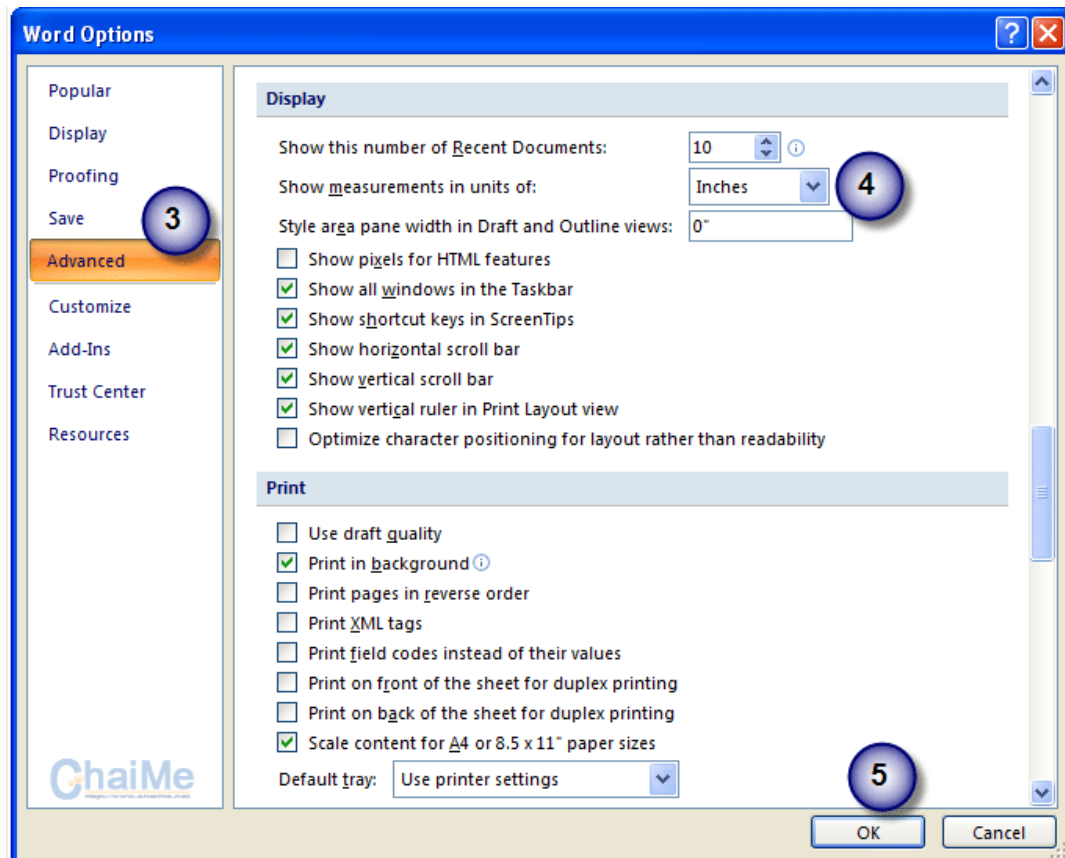 Word Options
Popular
Display
Proofing
Save
3
Advanced
Customize
Add-Ins
Trust Center
Resources
ChaiMe
Display
Show this number of Recent Documents: 10
Show measurements in units of: Inches 4
Style area pane width in Draft and Outline views: 0"
Show pixels for HTML features
Show all windows in the Taskbar
Show shortcut keys in ScreenTips
Show horizontal scroll bar
Show vertical scroll bar
Show vertical ruler in Print Layout view
Optimize character positioning for layout rather than readability
Print
Use draft quality
Print in background
Print pages in reverse order
Print XML tags
Print field codes instead of their values
Print on front of the sheet for duplex printing
Print on back of the sheet for duplex printing
Scale content for A4 or 8.5 x 11" paper sizes
Default tray: Use printer settings
5
OK Cancel